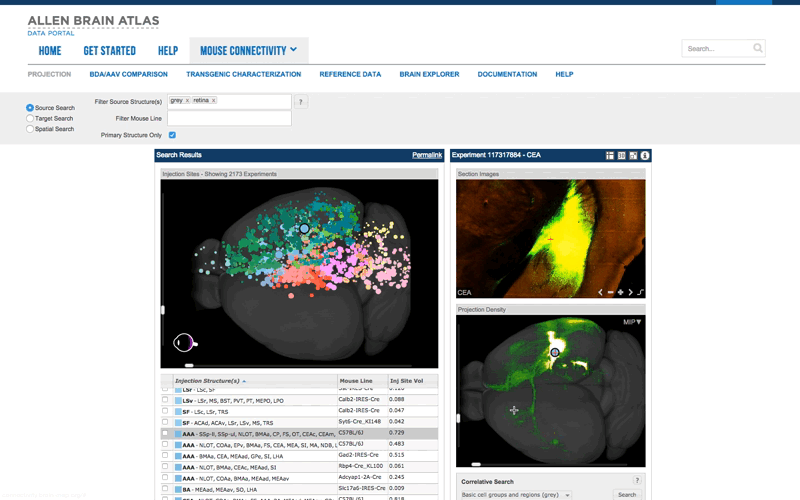 ALLEN BRAIN ATLAS
DATA PORTAL
HOME GET STARTED HELP MOUSE CONNECTIVITY
Search...
PROJECTION BDA/AAV COMPARISON TRANSGENIC CHARACTERIZATION REFERENCE DATA BRAIN EXPLORER DOCUMENTATION HELP
Source Search
Target Search
Spatial Search
Filter Source Structure(s) grey x retina x ?
Filter Mouse Line
Primary Structure Only
Search Results Permalink
Injection Sites - Showing 2173 Experiments
Experiment 117317884 - CEA
Section Images
CEA
Projection Density
MIP▼
Injection Structure(s) Mouse Line Inj Site Vol
LSv - LSr, MS, BST, PVT, PT, MEPO, LPO Calb2-IRES-Cre 0.088
SF - LSc, LSr, TRS Calb2-IRES-Cre 0.047
SF - ACAd, ACAv, LSr, LSv, MS, TRS Syt6-Cre_KI148 0.042
AAA - SSp-ll, SSp-ul, NLOT, BMAa, CP, FS, OT, CEAc, CEAm, C57BL/6J 0.729
AAA - NLOT, COAa, EPv, BMAa, FS, CEA, MEA, SI, MA, NDB, C57BL/6J 0.483
AAA - BMAa, CEA, MEAad, GPe, SI, LHA Gad2-IRES-Cre 0.513
AAA - NLOT, BMAa, CEAc, MEAad, SI Rbp4-Cre_KL100 0.061
AAA - NLOT, COAa, BMAa, MEAad, MEAav Adcyap1-2A-Cre 0.245
BA - MEAad, MEAav, SO, LHA Slc17a6-IRES-Cre 0.009
Correlative Search ?
Basic cell groups and regions (grey) Search